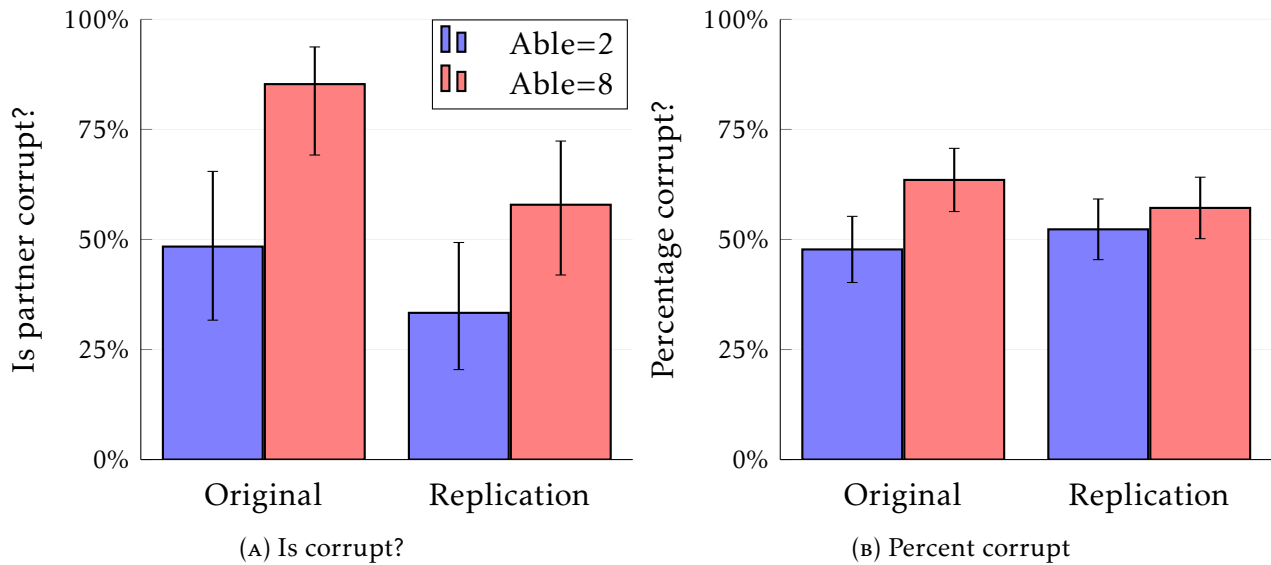 Is partner corrupt?
100%
75%
50%
25%
0%
Able=2
Able=8
Original
Replication
(A) Is corrupt?
Percentage corrupt?
100%
75%
50%
25%
0%
Original
Replication
(B) Percent corrupt